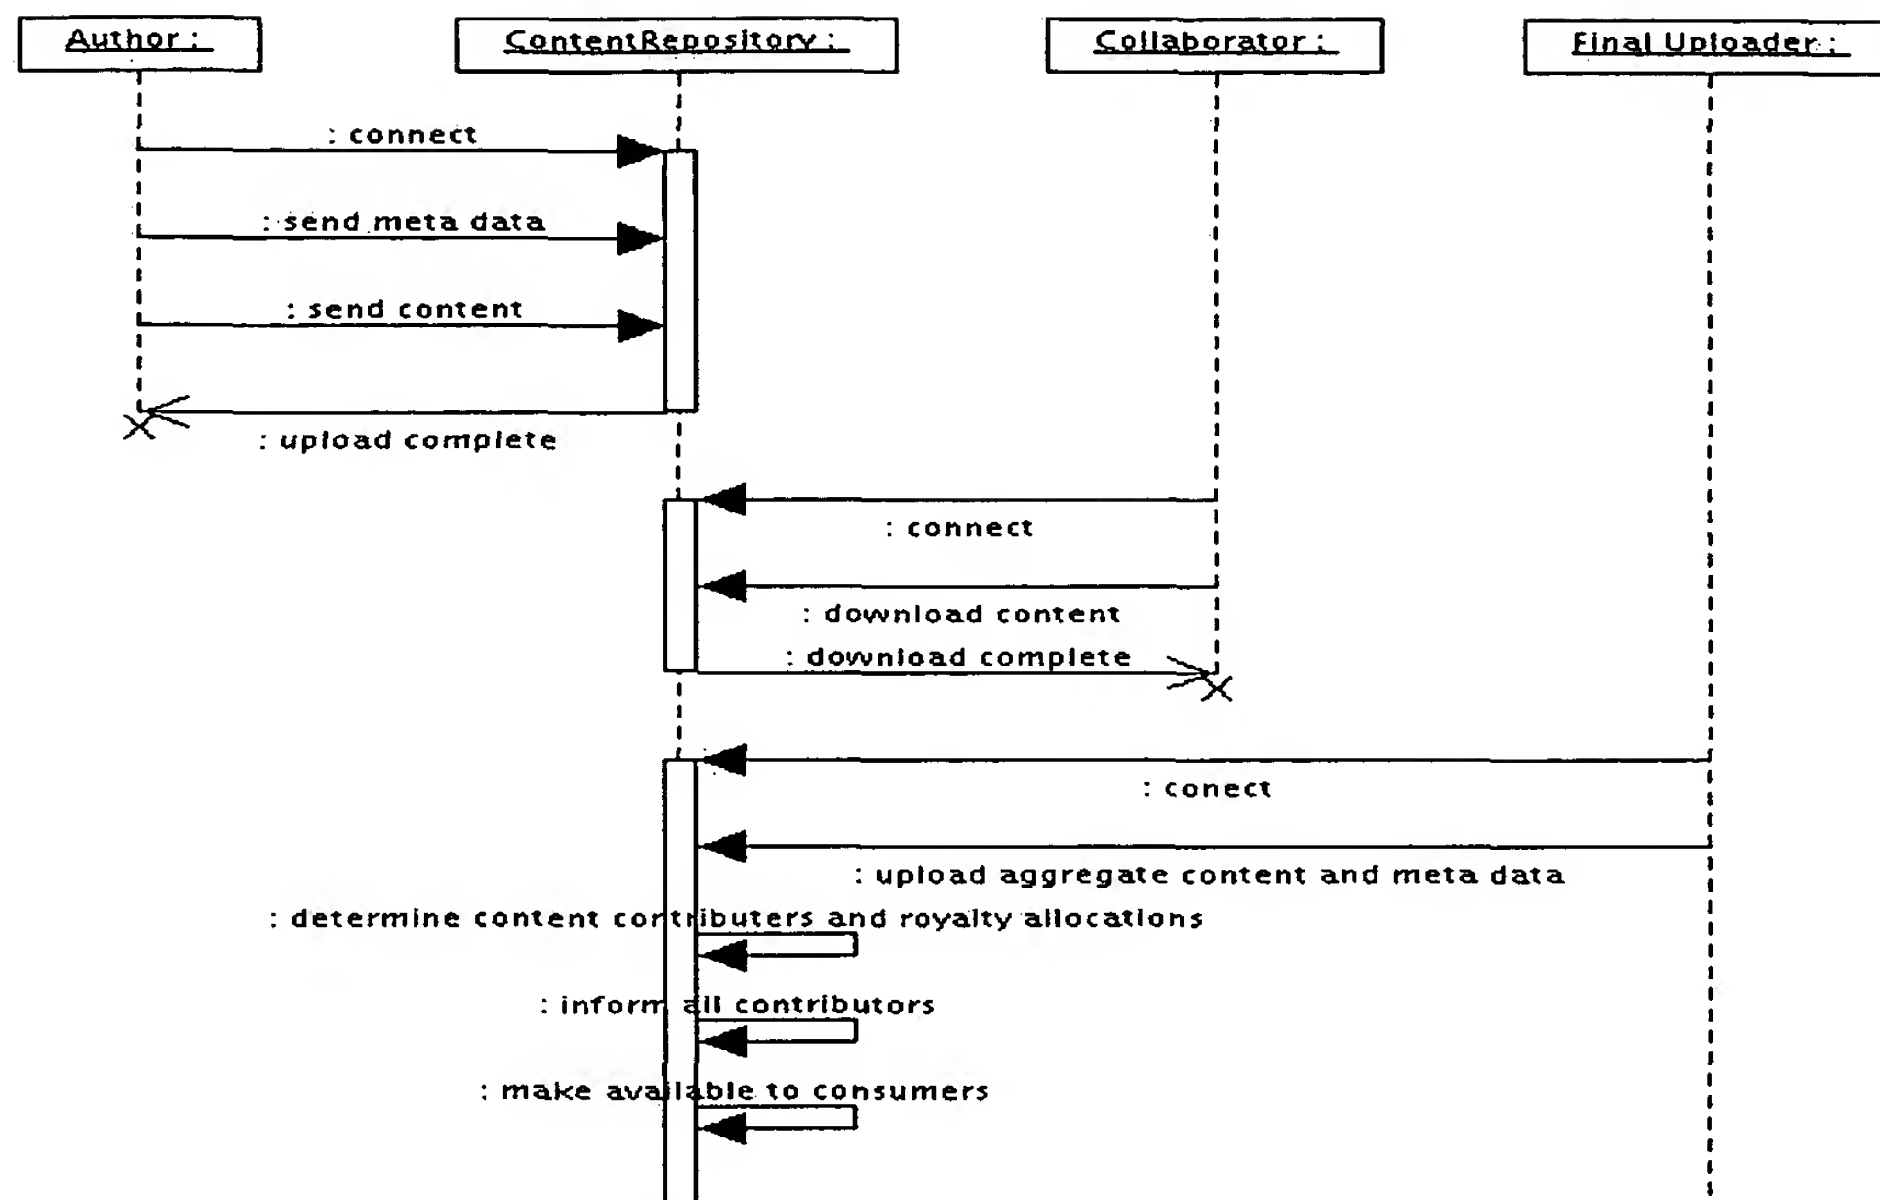 Author :
ContentRepository :
Collaborator :
Final Uploader :
: connect
: send meta data
: send content
: upload complete
: connect
: download content
: download complete
: conect
: upload aggregate content and meta data
: determine content contributers and royalty allocations
: inform all contributors
: make available to consumers